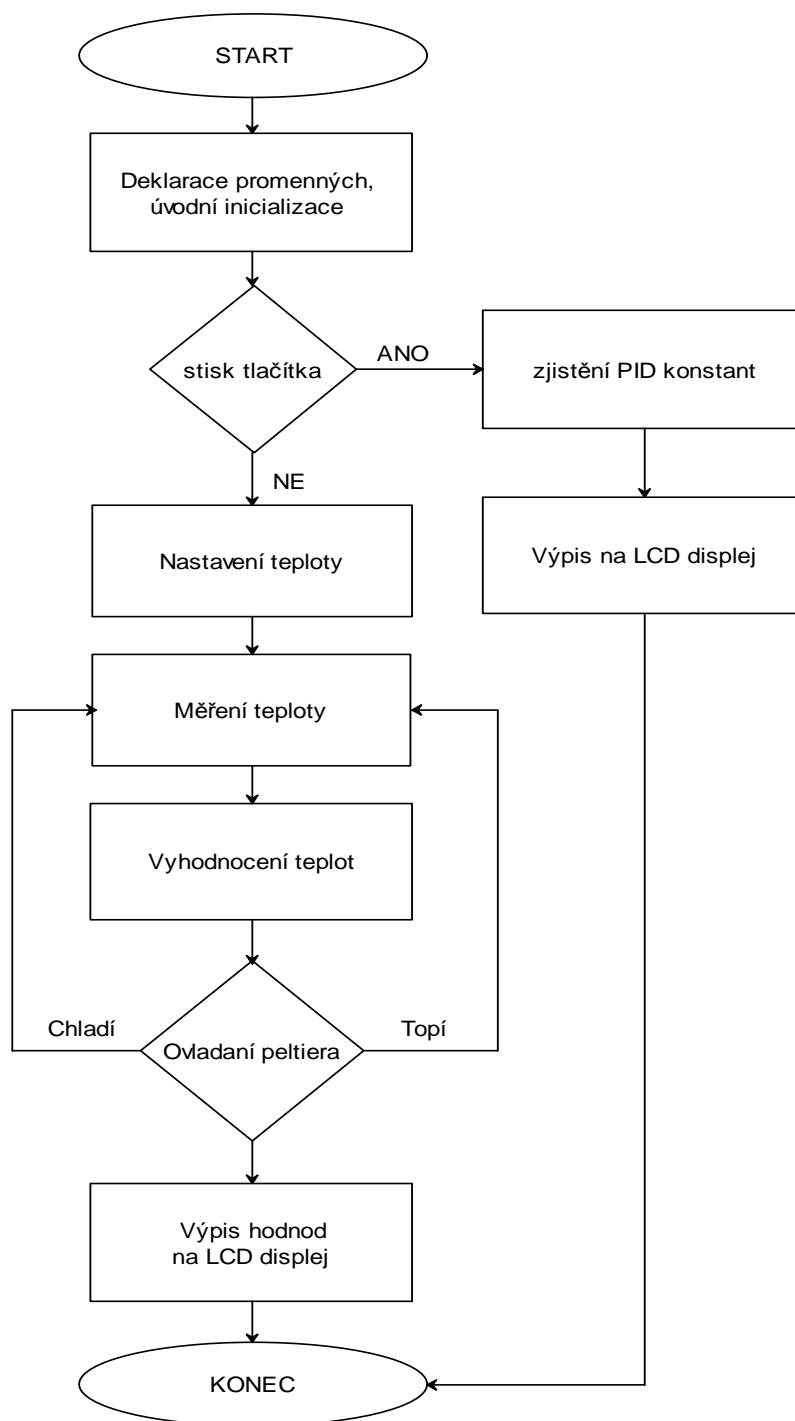 START
Deklarace promenných,
úvodní inicializace
stisk tlačítka
ANO
zjistění PID konstant
NE
Nastavení teploty
Výpis na LCD displej
Měření teploty
Vyhodnocení teplot
Chladí
Ovladaní peltiera
Topí
Výpis hodnod
na LCD displej
KONEC